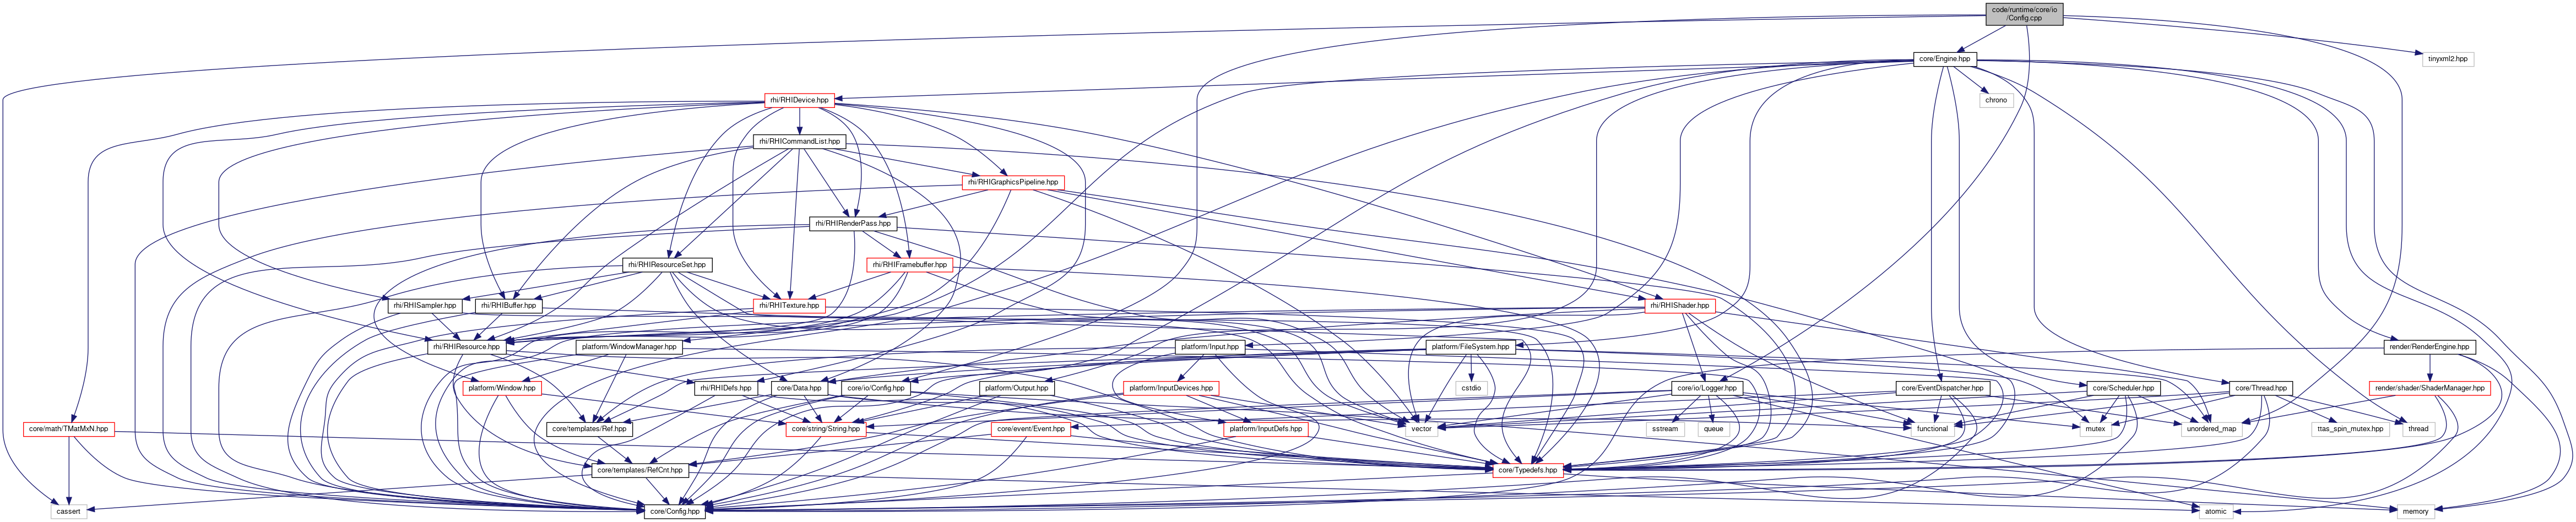 code/runtime/core/io
/Config.cpp
core/Engine.hpp
tinyxml2.hpp
rhi/RHIDevice.hpp
chrono
rhi/RHICommandList.hpp
rhi/RHIGraphicsPipeline.hpp
rhi/RHIRenderPass.hpp
rhi/RHIResourceSet.hpp
rhi/RHIFramebuffer.hpp
rhi/RHISampler.hpp
rhi/RHIBuffer.hpp
rhi/RHITexture.hpp
rhi/RHIShader.hpp
rhi/RHIResource.hpp
platform/WindowManager.hpp
platform/Input.hpp
platform/FileSystem.hpp
render/RenderEngine.hpp
platform/Window.hpp
rhi/RHIDefs.hpp
core/Data.hpp
core/io/Config.hpp
platform/Output.hpp
platform/InputDevices.hpp
cstdio
core/io/Logger.hpp
core/EventDispatcher.hpp
core/Scheduler.hpp
core/Thread.hpp
render/shader/ShaderManager.hpp
core/math/TMatMxN.hpp
core/templates/Ref.hpp
core/string/String.hpp
core/event/Event.hpp
platform/InputDefs.hpp
vector
sstream
queue
functional
mutex
unordered_map
ttas_spin_mutex.hpp
thread
core/templates/RefCnt.hpp
core/Typedefs.hpp
cassert
core/Config.hpp
atomic
memory